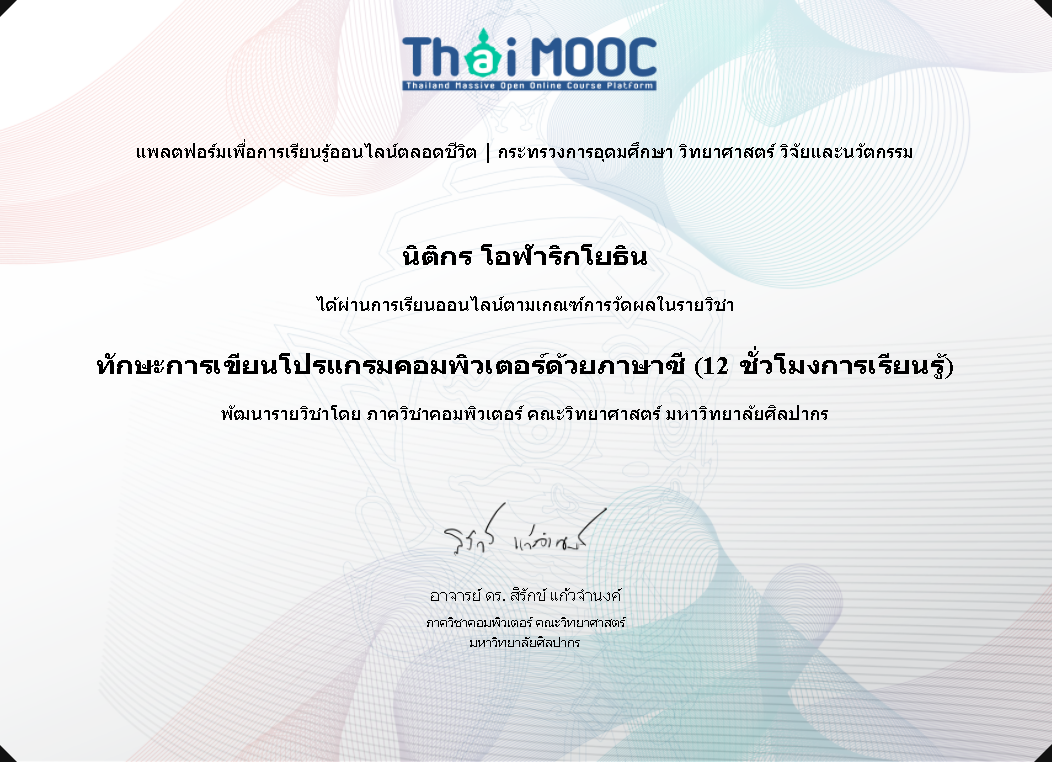 Thai MOOC
Thailand Massive Open Online Course Platform
แพลตฟอร์มเพื่อการเรียนรู้ออนไลน์ตลอดชีวิต | กระทรวงการอุดมศึกษา วิทยาศาสตร์ วิจัยและนวัตกรรม
นิติกร โอฬาริกโยธิน
ได้ผ่านการเรียนออนไลน์ตามเกณฑ์การวัดผลในรายวิชา
ทักษะการเขียนโปรแกรมคอมพิวเตอร์ด้วยภาษาซี (12 ชั่วโมงการเรียนรู้)
พัฒนารายวิชาโดย ภาควิชาคอมพิวเตอร์ คณะวิทยาศาสตร์ มหาวิทยาลัยศิลปากร
สิรักข์ แก้วจำนงค์
อาจารย์ ดร. สิรักข์ แก้วจำนงค์
ภาควิชาคอมพิวเตอร์ คณะวิทยาศาสตร์
มหาวิทยาลัยศิลปากร